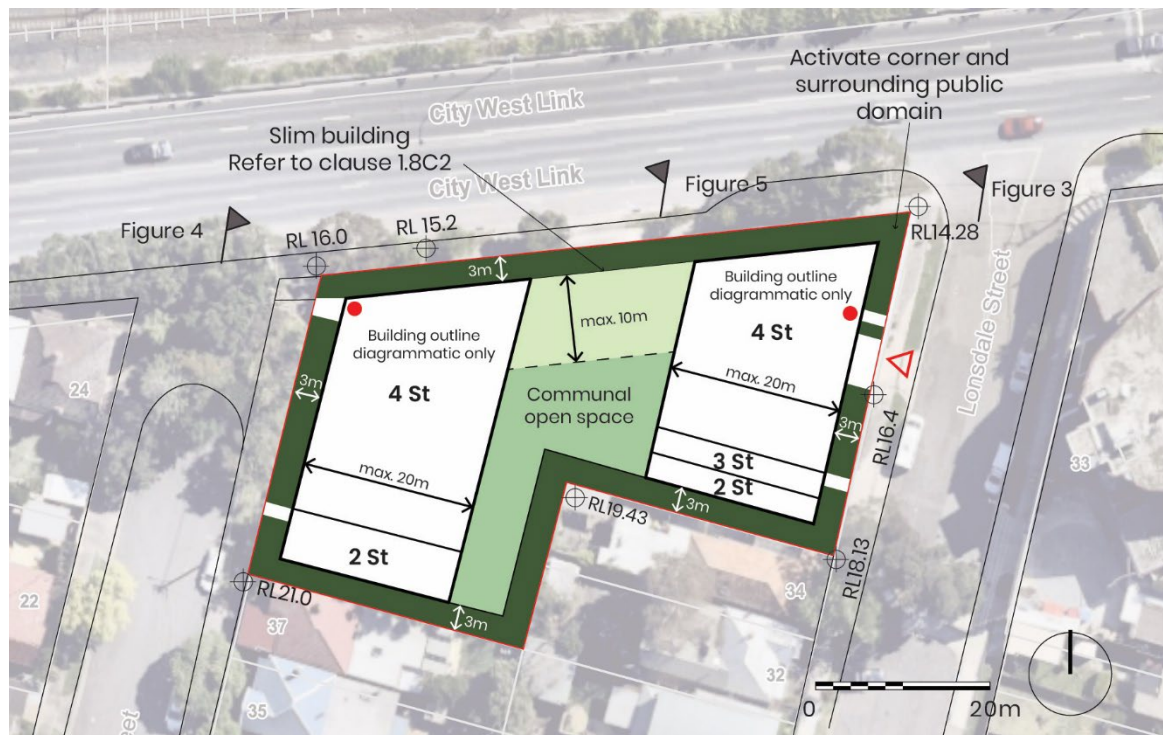 Activate corner and
surrounding public
domain
City West Link
Slim building
Refer to clause 1.8C2
City West Link
Figure 5
Figure 3
Figure 4
RL 16.0
RL 15.2
RL14.28
3m
Building outline
diagrammatic only
4 St
max. 10m
Building outline
diagrammatic only
4 St
Lonsdale Street
24
3m
Communal
open space
max. 20m
RL16.4
3m
max. 20m
3 St
2 St
33
RL19.43
3m
2 St
RL18.13
RL21.0
3m
34
22
37
32
35
eet
0
20m